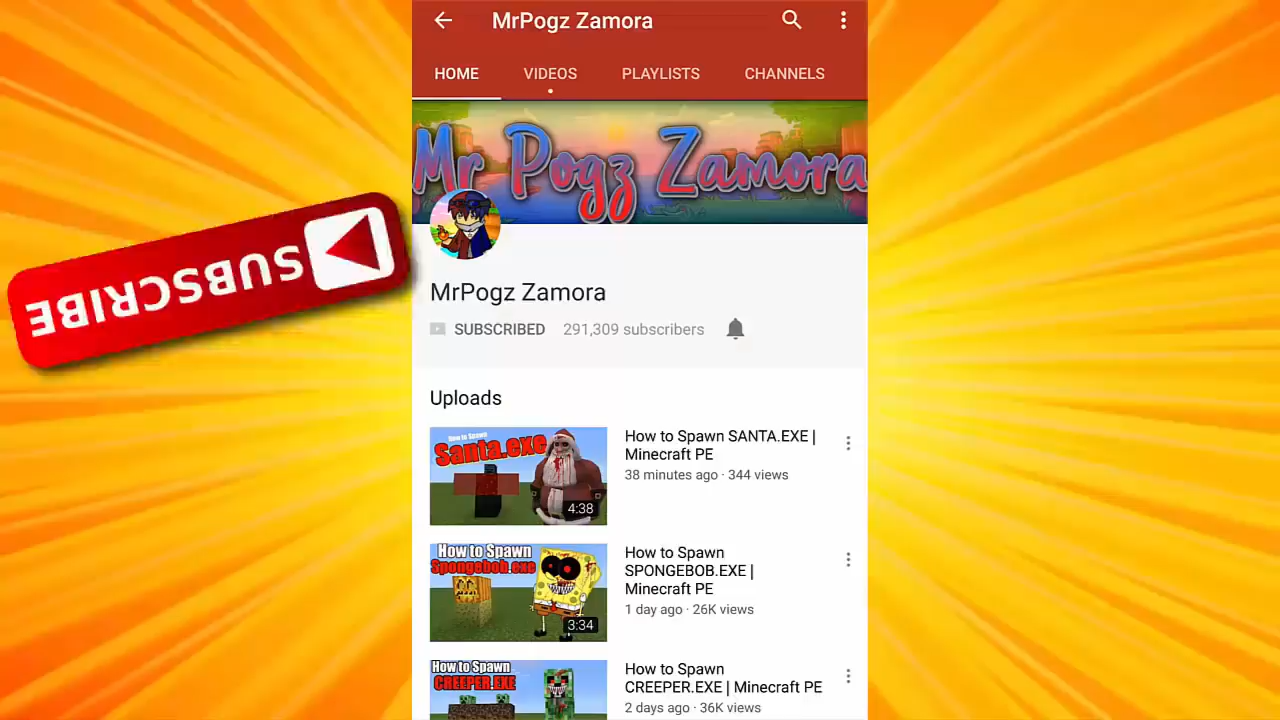 MrPogz Zamora
HOME VIDEOS PLAYLISTS CHANNELS
Mr Pogz Zamora
SUBSCRIBE
MrPogz Zamora
SUBSCRIBED 291,309 subscribers
Uploads
How to Spawn
Santa.exe
4:38
How to Spawn SANTA.EXE |
Minecraft PE
38 minutes ago · 344 views
How to Spawn
Spongebob.exe
3:34
How to Spawn
SPONGEBOB.EXE |
Minecraft PE
1 day ago · 26K views
How to Spawn
CREEPER.EXE
How to Spawn
CREEPER.EXE | Minecraft PE
2 days ago · 36K views